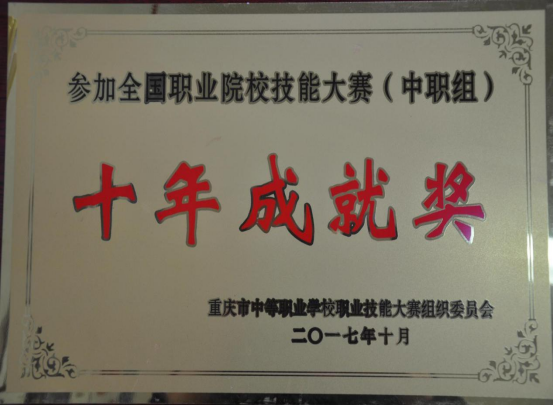 参加全国职业院校技能大赛（中职组）
十年成就奖
重庆市中等职业学校职业技能大赛组织委员会
二〇一七年十月